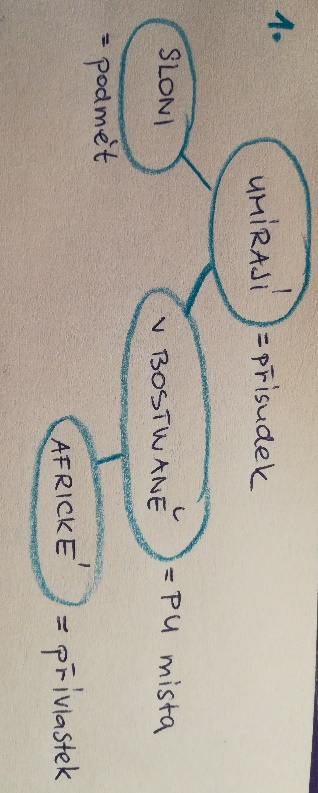 1.
UMÍRAJÍ = přísudek
SLONI
= podmět
v BOSTWANĚ = PU místa
AFRICKÉ = přívlastek